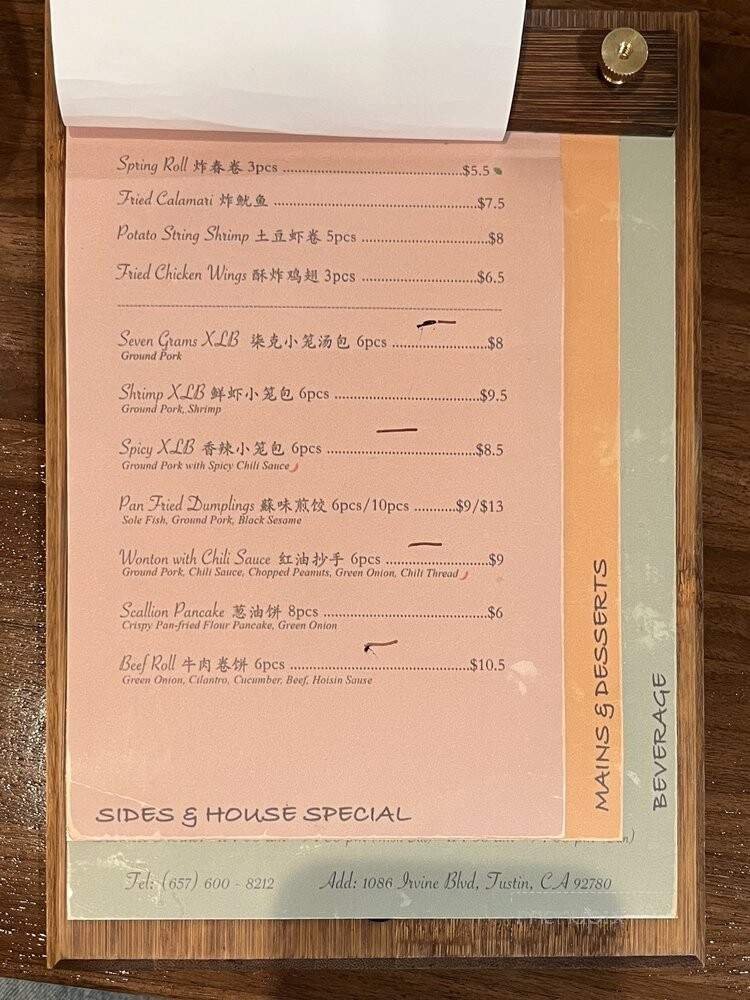 Spring Roll 炸春卷 3pcs ........................................$5.5
Fried Calamari 炸鱿鱼 ..............................................$7.5
Potato String Shrimp 土豆虾卷 5pcs ............................$8
Fried Chicken Wings 酥炸鸡翅 3pcs ............................$6.5
Seven Grams XLB 柒克小笼汤包 6pcs .....................$8
Ground Pork
Shrimp XLB 鲜虾小笼包 6pcs ................................$9.5
Ground Pork, Shrimp
Spicy XLB 香辣小笼包 6pcs ..................................$8.5
Ground Pork with Spicy Chili Sauce
Pan Fried Dumplings 蘇味煎饺 6pcs/10pcs .........$9/$13
Sole Fish, Ground Pork, Black Sesame
Wonton with Chili Sauce 红油抄手 6pcs .......................$9
Ground Pork, Chili Sauce, Chopped Peanuts, Green Onion, Chili Thread
Scallion Pancake 葱油饼 8pcs ....................................$6
Crispy Pan-fried Flour Pancake, Green Onion
Beef Roll 牛肉卷饼 6pcs .......................................$10.5
Green Onion, Cilantro, Cucumber, Beef, Hoisin Sause
SIDES & HOUSE SPECIAL
MAINS & DESSERTS
BEVERAGE
Tel: (657) 600 - 8212 Add: 1086 Irvine Blvd, Tustin, CA 92780